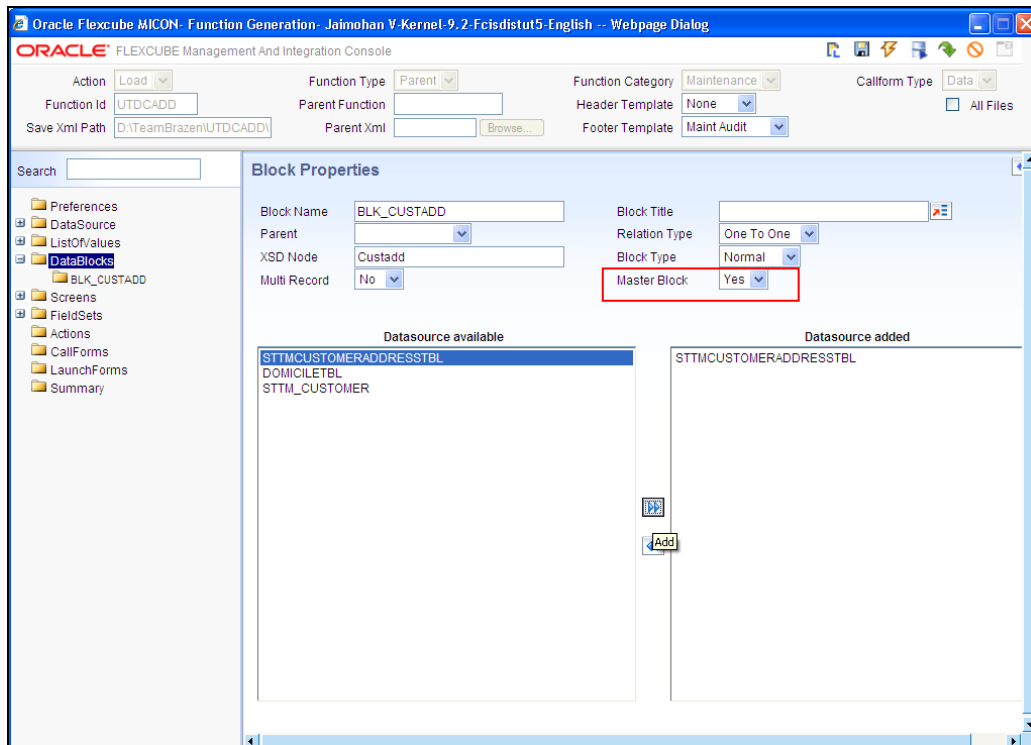 Oracle Flexcube MICON- Function Generation- Jaimohan V-Kernel-9.2-Fcisdistut5-English -- Webpage Dialog
ORACLE FLEXCUBE Management And Integration Console
Action Load Function Type Parent Function Category Maintenance Callform Type Data
Function Id UTDCADD Parent Function Header Template None All Files
Save Xml Path D:\TeamBrazen\UTDCADD\ Parent Xml Browse... Footer Template Maint Audit
Search
Preferences
DataSource
ListOfValues
DataBlocks
BLK_CUSTADD
Screens
FieldSets
Actions
CallForms
LaunchForms
Summary
Block Properties
Block Name BLK_CUSTADD Block Title
Parent Relation Type One To One
XSD Node Custadd Block Type Normal
Multi Record No Master Block Yes
Datasource available Datasource added
STTMCUSTOMERADDRESSTBL STTMCUSTOMERADDRESSTBL
DOMICILETBL
STTM_CUSTOMER
Add